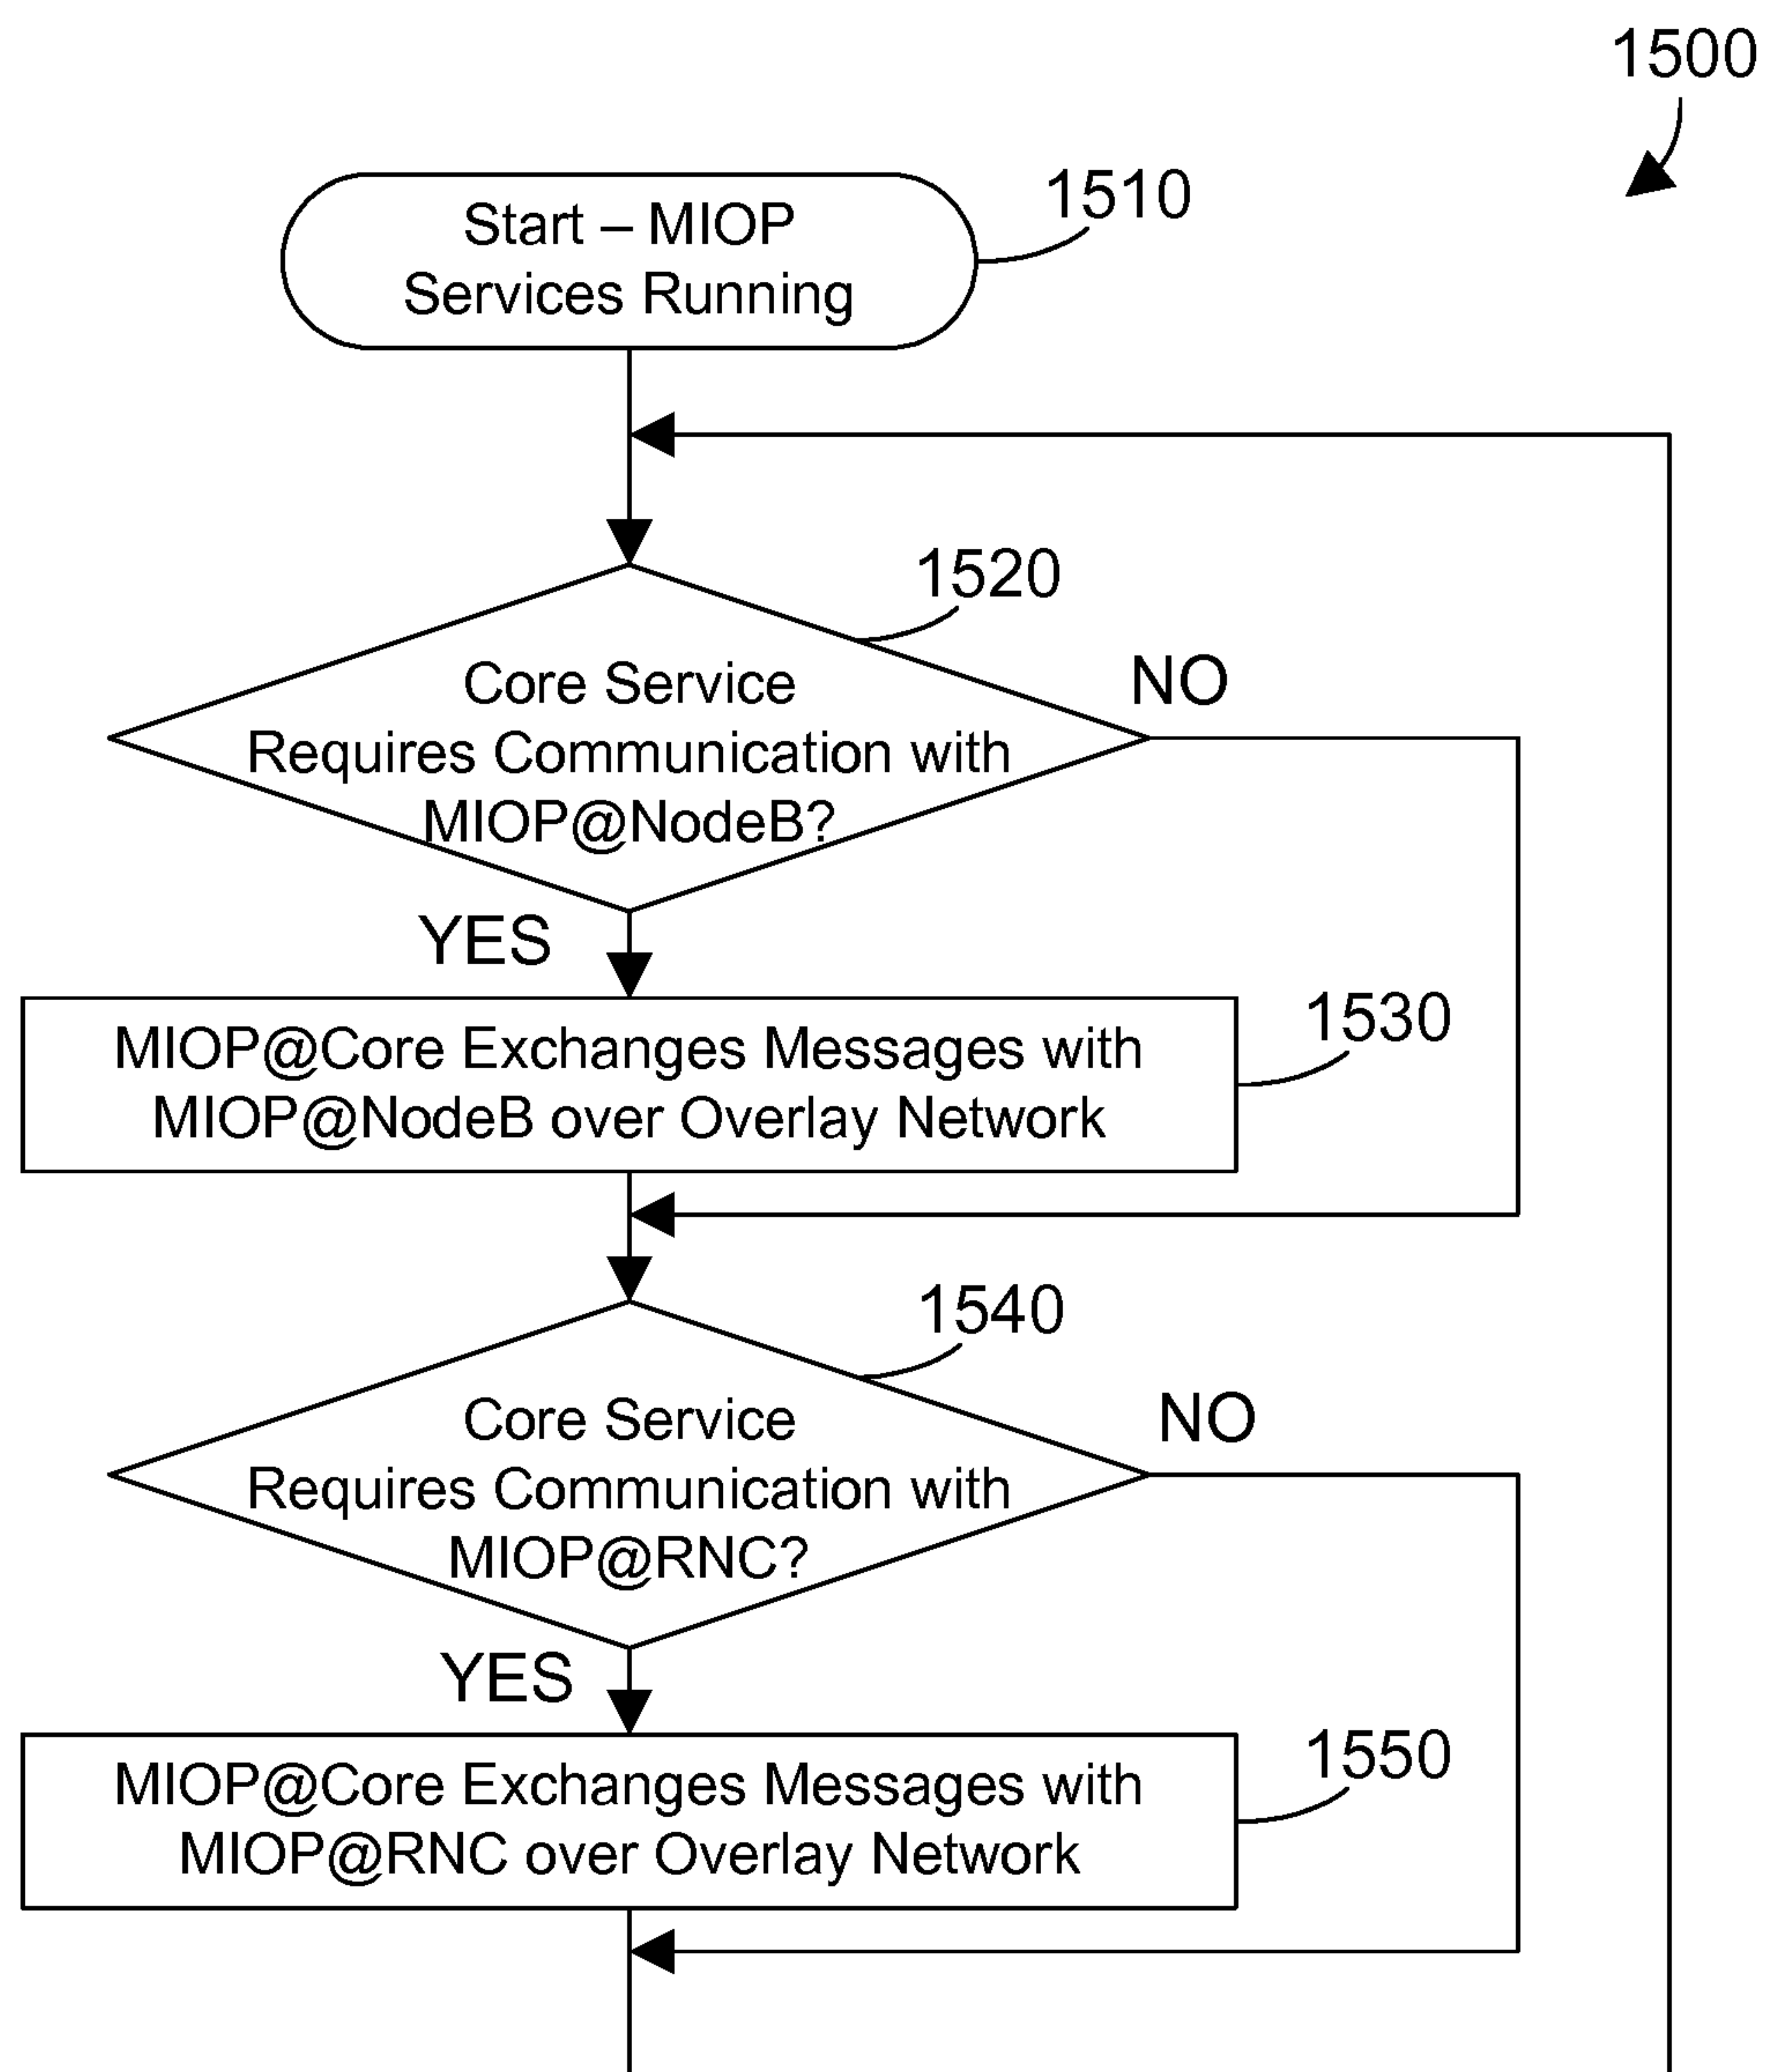 1500
Start – MIOP
Services Running
1510
1520
Core Service
Requires Communication with
MIOP@NodeB?
NO
YES
MIOP@Core Exchanges Messages with
MIOP@NodeB over Overlay Network
1530
1540
Core Service
Requires Communication with
MIOP@RNC?
NO
YES
MIOP@Core Exchanges Messages with
MIOP@RNC over Overlay Network
1550